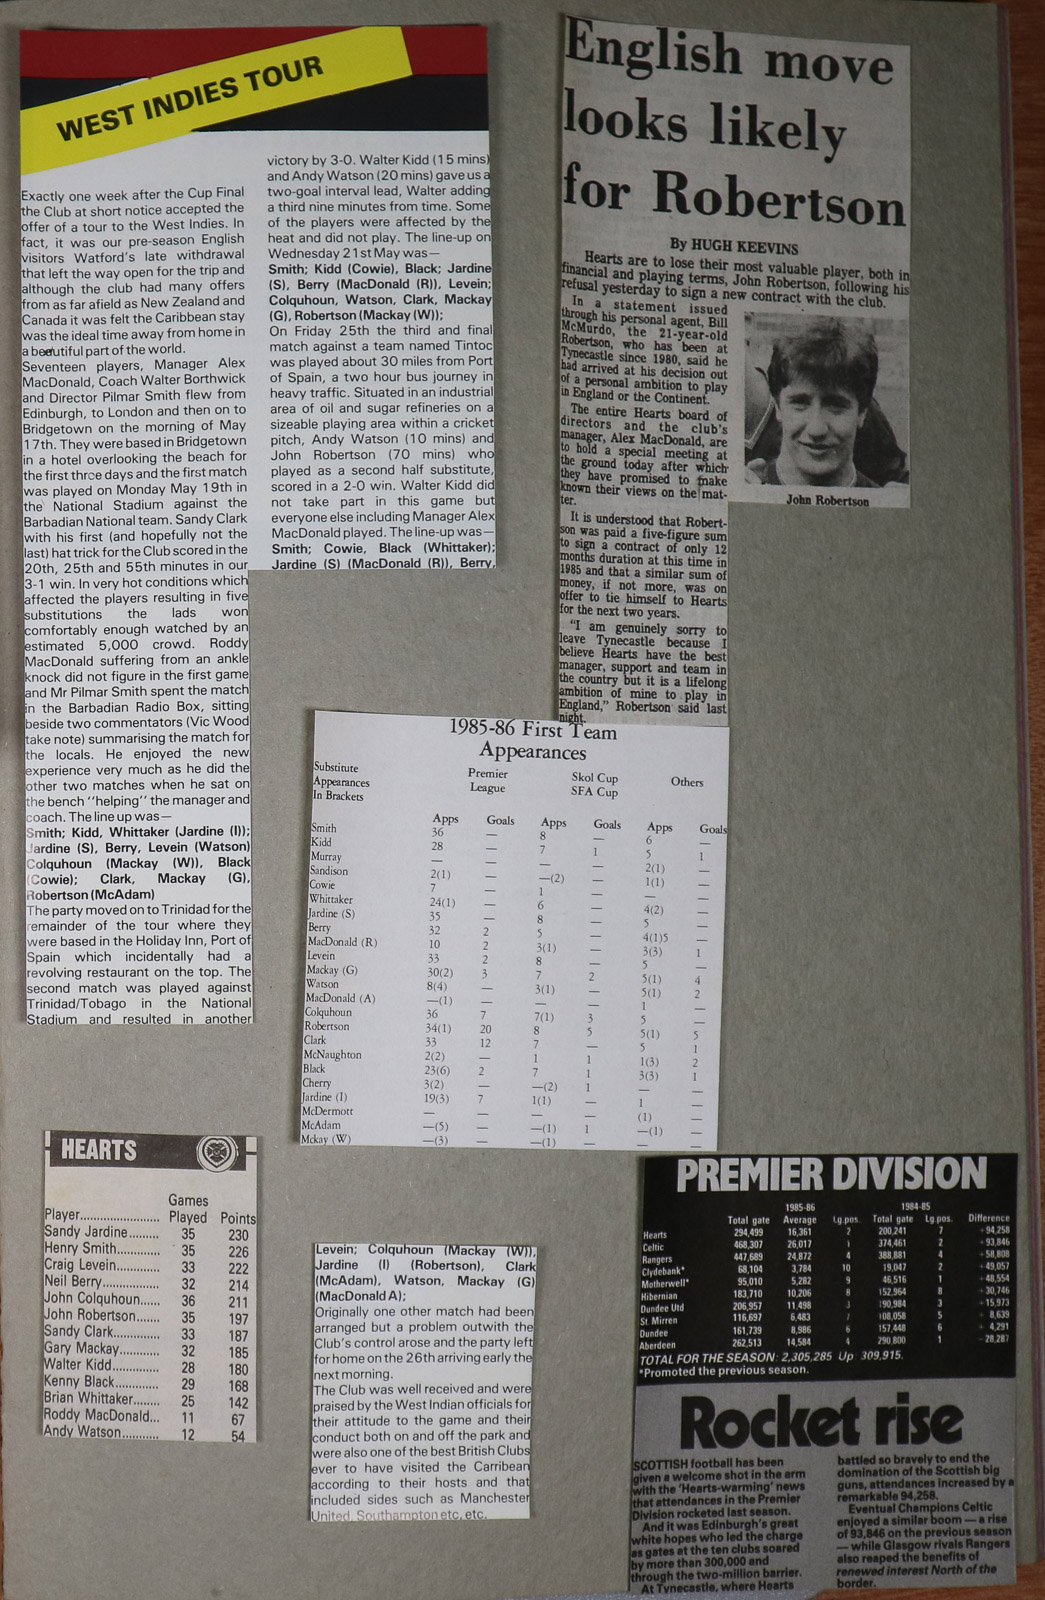 WEST INDIES TOUR
Exactly one week after the Cup Final
the Club at short notice accepted the
offer of a tour to the West Indies. In
fact, it was our pre-season English
visitors Watford's late withdrawal
that left the way open for the trip and
although the club had many offers
from as far afield as New Zealand and
Canada it was felt the Caribbean stay
was the ideal time away from home in
a beautiful part of the world.
Seventeen players, Manager Alex
MacDonald, Coach Walter Borthwick
and Director Pilmar Smith flew from
Edinburgh, to London and then on to
Bridgetown on the morning of May
17th. They were based in Bridgetown
in a hotel overlooking the beach for
the first three days and the first match
was played on Monday May 19th in
the National Stadium against the
Barbadian National team. Sandy Clark
with his first (and hopefully not the
last) hat trick for the Club scored in the
20th, 25th and 55th minutes in our
3-1 win. In very hot conditions which
affected the players resulting in five
substitutions the lads won
comfortably enough watched by an
estimated 5,000 crowd. Roddy
MacDonald suffering from an ankle
knock did not figure in the first game
and Mr Pilmar Smith spent the match
in the Barbadian Radio Box, sitting
beside two commentators (Vic Wood
take note) summarising the match for
the locals. He enjoyed the new
experience very much as he did the
other two matches when he sat on
the bench "helping" the manager and
coach. The line up was—
Smith; Kidd, Whittaker (Jardine (I));
Jardine (S), Berry, Levein (Watson)
Colquhoun (Mackay (W)), Black
(Cowie); Clark, Mackay (G),
Robertson (McAdam)
The party moved on to Trinidad for the
remainder of the tour where they
were based in the Holiday Inn, Port of
Spain which incidentally had a
revolving restaurant on the top. The
second match was played against
Trinidad/Tobago in the National
Stadium and resulted in another
victory by 3-0. Walter Kidd (15 mins)
and Andy Watson (20 mins) gave us a
two-goal interval lead, Walter adding
a third nine minutes from time. Some
of the players were affected by the
heat and did not play. The line-up on
Wednesday 21st May was—
Smith; Kidd (Cowie), Black; Jardine
(S), Berry (MacDonald (R)), Levein;
Colquhoun, Watson, Clark, Mackay
(G), Robertson (Mackay (W));
On Friday 25th the third and final
match against a team named Tintoc
was played about 30 miles from Port
of Spain, a two hour bus journey in
heavy traffic. Situated in an industrial
area of oil and sugar refineries on a
sizeable playing area within a cricket
pitch, Andy Watson (10 mins) and
John Robertson (70 mins) who
played as a second half substitute,
scored in a 2-0 win. Walter Kidd did
not take part in this game but
everyone else including Manager Alex
MacDonald played. The line-up was—
Smith; Cowie, Black (Whittaker);
Jardine (S) (MacDonald (R)), Berry,
English move
looks likely
for Robertson
By HUGH KEEVINS
Hearts are to lose their most valuable player, both in
financial and playing terms, John Robertson, following his
refusal yesterday to sign a new contract with the club.
In a statement issued
through his personal agent, Bill
McMurdo, the 21-year-old
Robertson, who has been at
Tynecastle since 1980, said he
had arrived at his decision out
of a personal ambition to play
in England or the Continent.
The entire Hearts board of
directors and the club's
manager, Alex MacDonald, are
to hold a special meeting at
the ground today after which
they have promised to make
known their views on the mat-
ter.
It is understood that Robert-
son was paid a five-figure sum
to sign a contract of only 12
months duration at this time in
1985 and that a similar sum of
money, if not more, was on
offer to tie himself to Hearts
for the next two years.
"I am genuinely sorry to
leave Tynecastle because I
believe Hearts have the best
manager, support and team in
the country but it is a lifelong
ambition of mine to play in
England," Robertson said last
night.
John Robertson
1985-86 First Team
Appearances
Substitute Appearances In Brackets
Premier League Skol Cup SFA Cup Others
Apps Goals Apps Goals Apps Goals
Smith 36 — 8 — 6 —
Kidd 28 — 7 1 5 1
Murray — — — — 2(1) —
Sandison 2(1) — —(2) — 1(1) —
Cowie 7 — 1 — — —
Whittaker 24(1) — 6 — 4(2) —
Jardine (S) 35 — 8 — 5 —
Berry 32 2 5 — 4(1)5 —
MacDonald (R) 10 2 3(1) — 3(3) 1
Levein 33 2 8 — 5 —
Mackay (G) 30(2) 3 7 2 5(1) 4
Watson 8(4) — 3(1) — 5(1) 2
MacDonald (A) —(1) — — — 1 —
Colquhoun 36 7 7(1) 3 5 —
Robertson 34(1) 20 8 5 5(1) 5
Clark 33 12 7 — 5 1
McNaughton 2(2) — 1 1 1(3) 2
Black 23(6) 2 7 1 3(3) 1
Cherry 3(2) — —(2) 1 — —
Jardine (I) 19(3) 7 1(1) — 1 —
McDermott — — — — (1) —
McAdam —(5) — —(1) 1 —(1) —
Mckay (W) —(3) — —(1) — — —
HEARTS
Games
Player........................ Played Points
Sandy Jardine......... 35 230
Henry Smith............ 35 226
Craig Levein............ 33 222
Neil Berry................ 32 214
John Colquhoun...... 36 211
John Robertson....... 35 197
Sandy Clark............. 33 187
Gary Mackay........... 32 185
Walter Kidd............. 28 180
Kenny Black............ 29 168
Brian Whittaker........ 25 142
Roddy MacDonald... 11 67
Andy Watson........... 12 54
Levein; Colquhoun (Mackay (W)),
Jardine (I) (Robertson), Clark
(McAdam), Watson, Mackay (G)
(MacDonald A);
Originally one other match had been
arranged but a problem outwith the
Club's control arose and the party left
for home on the 26th arriving early the
next morning.
The Club was well received and were
praised by the West Indian officials for
their attitude to the game and their
conduct both on and off the park and
were also one of the best British Clubs
ever to have visited the Carribean
according to their hosts and that
included sides such as Manchester
United, Southampton etc, etc.
PREMIER DIVISION
1985-86 1984-85
Total gate Average Lg.pos. Total gate Lg.pos. Difference
Hearts 294,499 16,361 2 200,241 7 +94,258
Celtic 468,307 26,017 1 374,461 2 +93,846
Rangers 447,689 24,872 4 388,881 4 +58,808
Clydebank* 68,104 3,784 10 19,047 2 +49,057
Motherwell* 95,010 5,282 9 46,516 1 +48,554
Hibernian 183,710 10,206 8 152,964 8 +30,746
Dundee Utd 206,957 11,498 3 190,984 3 +15,973
St Mirren 116,697 6,483 7 108,058 5 + 8,639
Dundee 161,739 8,986 6 157,448 6 + 4,291
Aberdeen 262,513 14,584 4 290,800 1 -28,287
TOTAL FOR THE SEASON: 2,305,285 Up 309,915.
*Promoted the previous season.
Rocket rise
SCOTTISH football has been
given a welcome shot in the arm
with the 'Hearts-warming' news
that attendances in the Premier
Division rocketed last season.
And it was Edinburgh's great
white hopes who led the charge
as gates at the ten clubs soared
by more than 300,000 and
through the two-million barrier.
At Tynecastle, where Hearts
battled so bravely to end the
domination of the Scottish big
guns, attendances increased by a
remarkable 94,258.
Eventual Champions Celtic
enjoyed a similar boom — a rise
of 93,846 on the previous season
— while Glasgow rivals Rangers
also reaped the benefits of
renewed interest North of the
border.